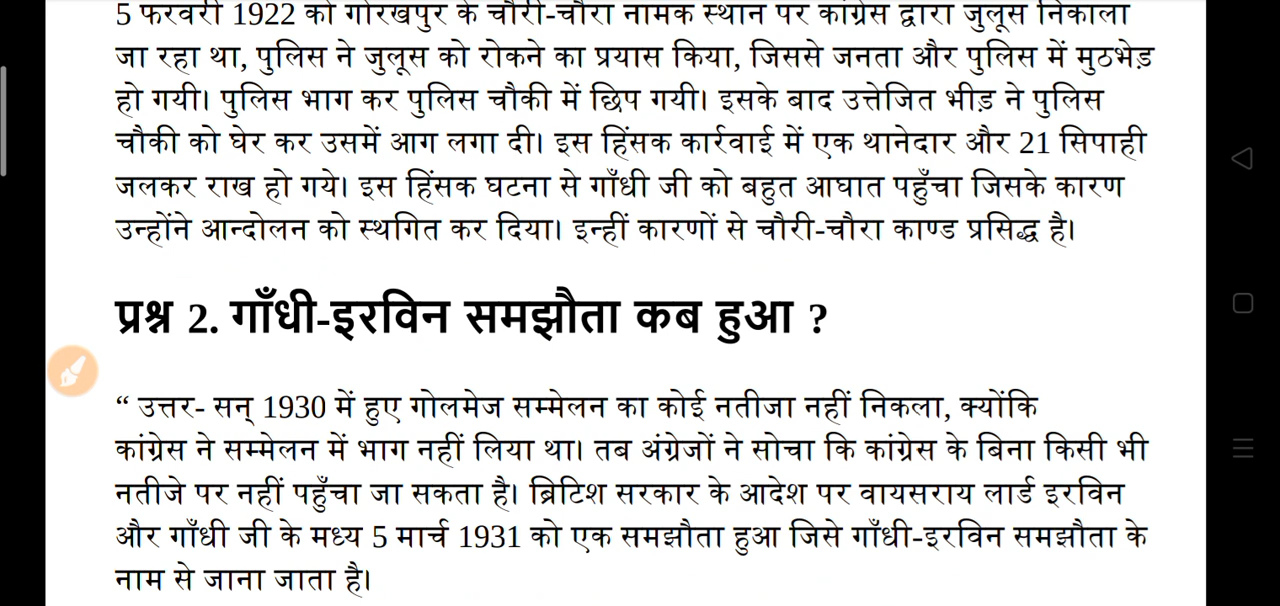 5 फरवरी 1922 को गोरखपुर के चौरी-चौरा नामक स्थान पर कांग्रेस द्वारा जुलूस निकाला
जा रहा था, पुलिस ने जुलूस को रोकने का प्रयास किया, जिससे जनता और पुलिस में मुठभेड़
हो गयी। पुलिस भाग कर पुलिस चौकी में छिप गयी। इसके बाद उत्तेजित भीड़ ने पुलिस
चौकी को घेर कर उसमें आग लगा दी। इस हिंसक कार्रवाई में एक थानेदार और 21 सिपाही
जलकर राख हो गये। इस हिंसक घटना से गाँधी जी को बहुत आघात पहुँचा जिसके कारण
उन्होंने आन्दोलन को स्थगित कर दिया। इन्हीं कारणों से चौरी-चौरा काण्ड प्रसिद्ध है।
प्रश्न 2. गाँधी-इरविन समझौता कब हुआ ?
“ उत्तर- सन् 1930 में हुए गोलमेज सम्मेलन का कोई नतीजा नहीं निकला, क्योंकि
कांग्रेस ने सम्मेलन में भाग नहीं लिया था। तब अंग्रेजों ने सोचा कि कांग्रेस के बिना किसी भी
नतीजे पर नहीं पहुँचा जा सकता है। ब्रिटिश सरकार के आदेश पर वायसराय लार्ड इरविन
और गाँधी जी के मध्य 5 मार्च 1931 को एक समझौता हुआ जिसे गाँधी-इरविन समझौता के
नाम से जाना जाता है।